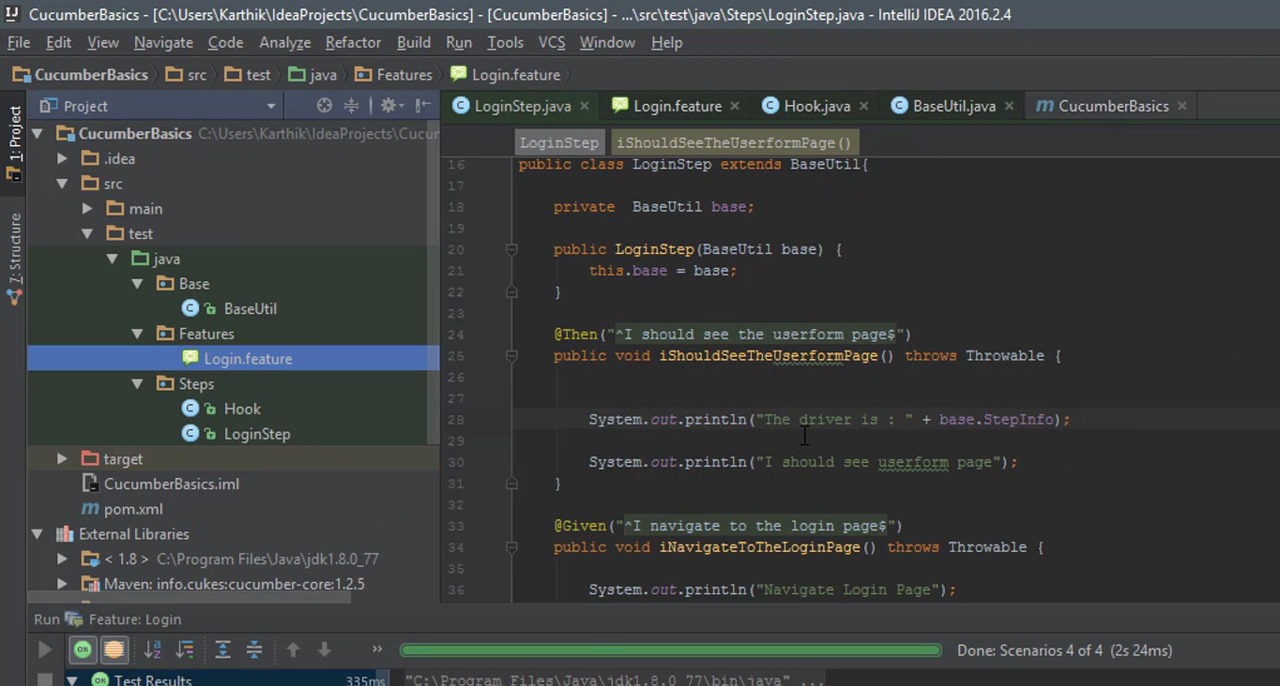 CucumberBasics - [C:\Users\Karthik\IdeaProjects\CucumberBasics] - [CucumberBasics] - ...\src\test\java\Steps\LoginStep.java - IntelliJ IDEA 2016.2.4
File Edit View Navigate Code Analyze Refactor Build Run Tools VCS Window Help
CucumberBasics src test java Features Login.feature
1: Project
Z: Structure
Project
CucumberBasics C:\Users\Karthik\IdeaProjects\Cucum
.idea
src
main
test
java
Base
BaseUtil
Features
Login.feature
Steps
Hook
LoginStep
target
CucumberBasics.iml
pom.xml
External Libraries
< 1.8 > C:\Program Files\Java\jdk1.8.0_77
Maven: info.cukes:cucumber-core:1.2.5
LoginStep.java Login.feature Hook.java BaseUtil.java CucumberBasics
LoginStep iShouldSeeTheUserformPage()
16 public class LoginStep extends BaseUtil{
17
18 private BaseUtil base;
19
20 public LoginStep(BaseUtil base) {
21 this.base = base;
22 }
23
24 @Then("^I should see the userform page$")
25 public void iShouldSeeTheUserformPage() throws Throwable {
26
27
28 System.out.println("The driver is : " + base.StepInfo);
29
30 System.out.println("I should see userform page");
31 }
32
33 @Given("^I navigate to the login page$")
34 public void iNavigateToTheLoginPage() throws Throwable {
35
36 System.out.println("Navigate Login Page");
Run Feature: Login
Done: Scenarios 4 of 4 (2s 24ms)
Test Results 335ms
"C:\Program Files\Java\jdk1.8.0_77\bin\java" ...